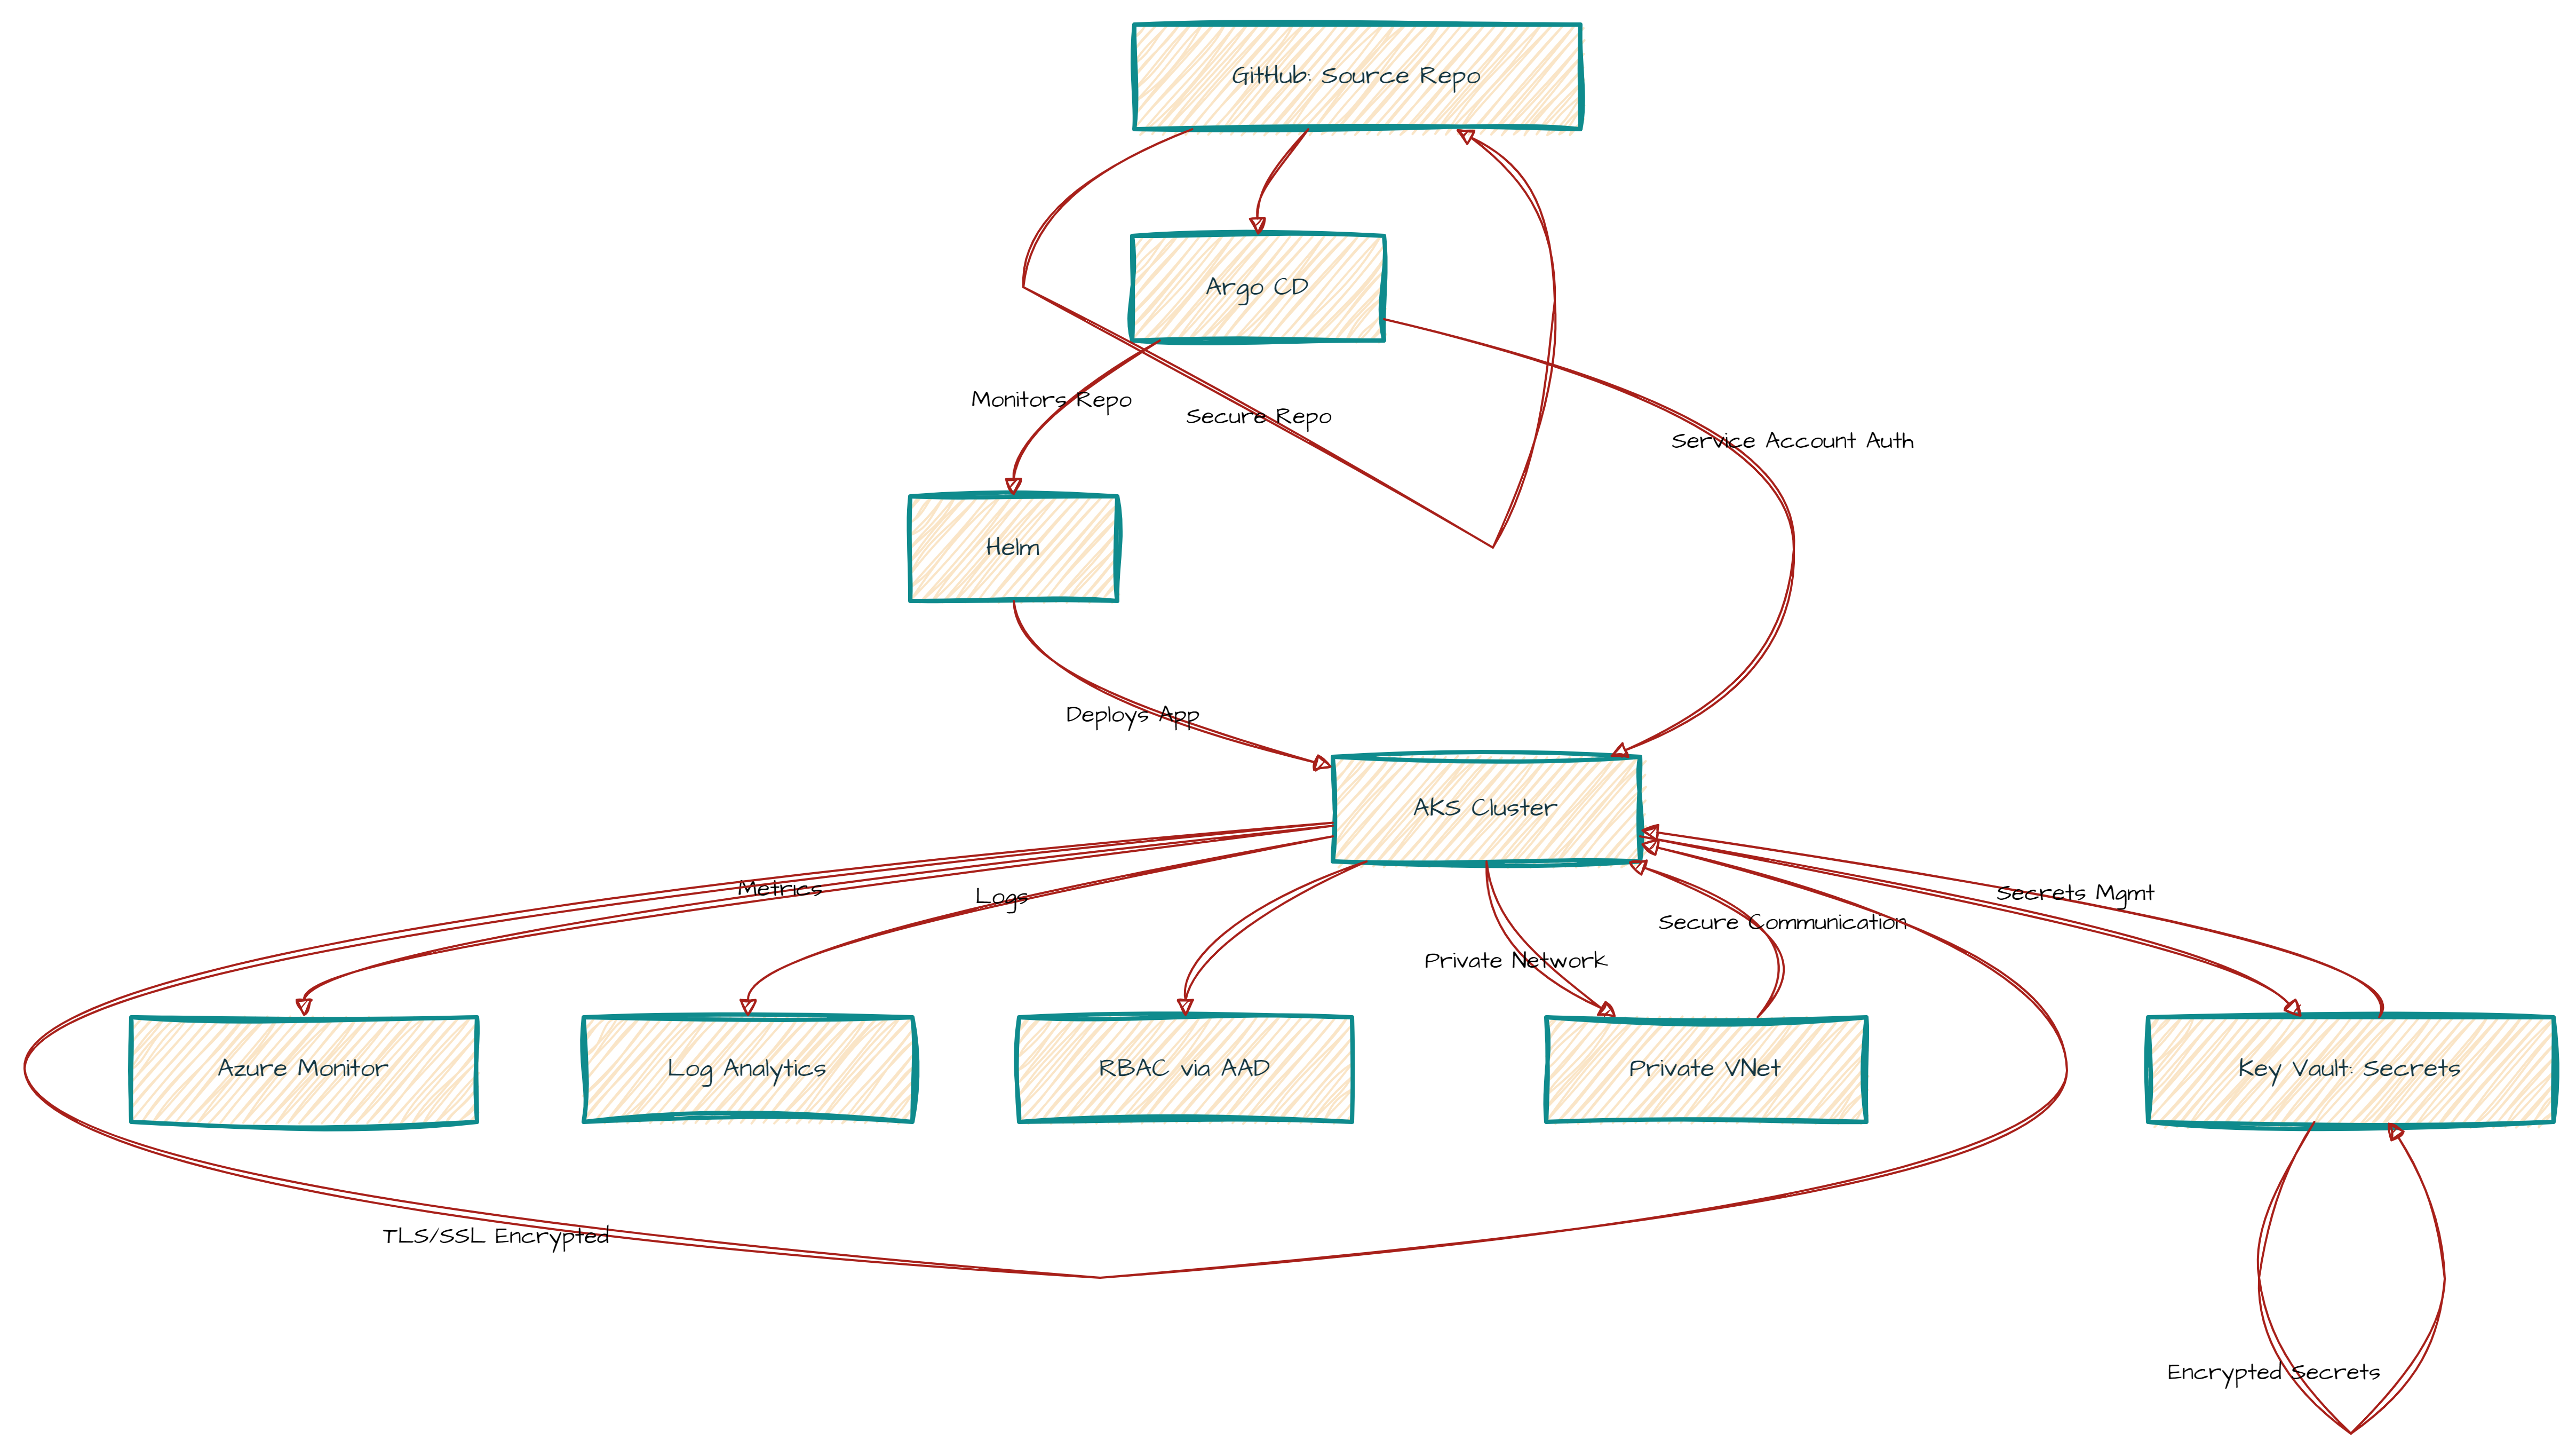 GitHub: Source Repo
Argo CD
Monitors Repo
Secure Repo
Service Account Auth
Helm
Deploys App
AKS Cluster
Metrics
Logs
Secrets Mgmt
Secure Communication
Private Network
Azure Monitor
Log Analytics
RBAC via AAD
Private VNet
Key Vault: Secrets
TLS/SSL Encrypted
Encrypted Secrets